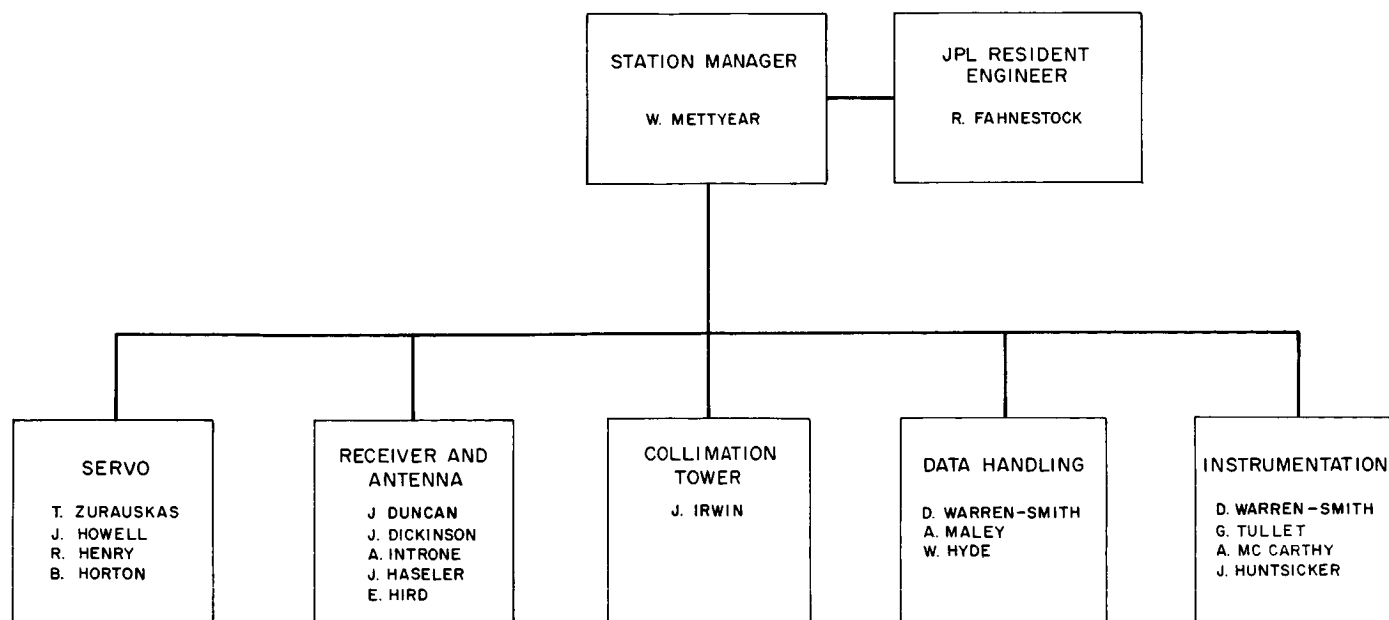 STATION MANAGER
W. METTYEAR
JPL RESIDENT
ENGINEER
R. FAHNESTOCK
SERVO
T. ZURAUSKAS
J. HOWELL
R. HENRY
B. HORTON
RECEIVER AND
ANTENNA
J DUNCAN
J. DICKINSON
A. INTRONE
J. HASELER
E. HIRD
COLLIMATION
TOWER
J. IRWIN
DATA HANDLING
D. WARREN-SMITH
A. MALEY
W. HYDE
INSTRUMENTATION
D. WARREN-SMITH
G. TULLET
A. MC CARTHY
J. HUNTSICKER